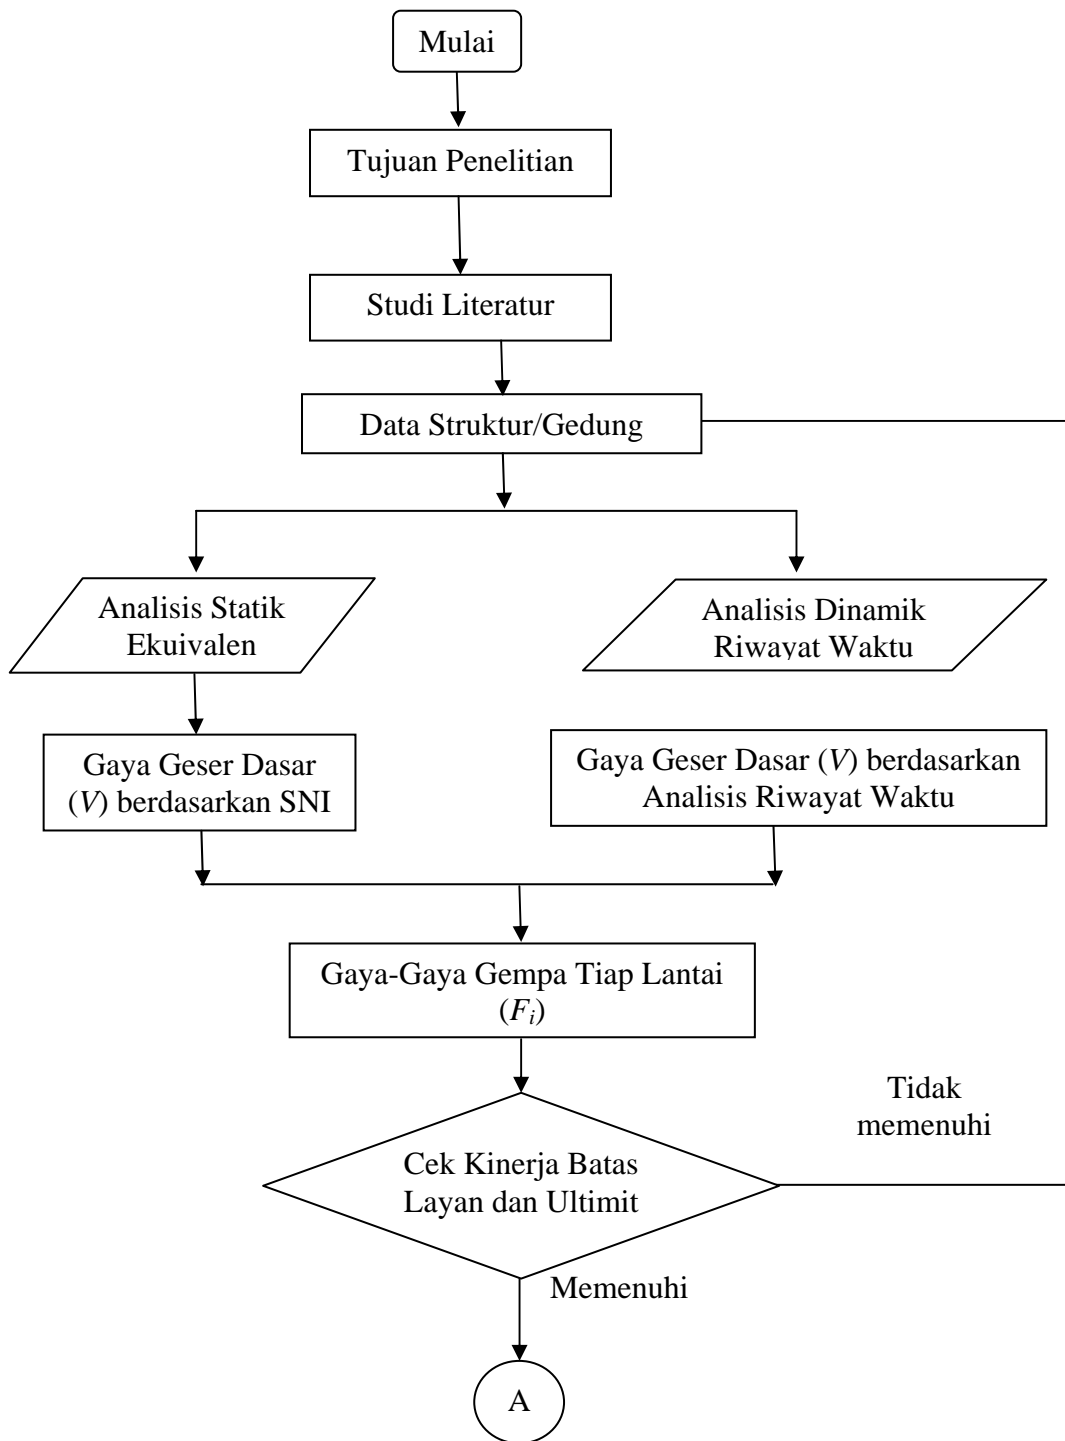 Mulai
Tujuan Penelitian
Studi Literatur
Data Struktur/Gedung
Analisis Statik
Ekuivalen
Analisis Dinamik
Riwayat Waktu
Gaya Geser Dasar
(V) berdasarkan SNI
Gaya Geser Dasar (V) berdasarkan
Analisis Riwayat Waktu
Gaya-Gaya Gempa Tiap Lantai
(Fi)
Cek Kinerja Batas
Layan dan Ultimit
Tidak
memenuhi
Memenuhi
A